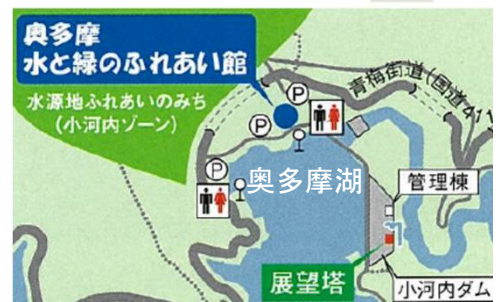 奥多摩
水と緑のふれあい館
水源地ふれあいのみち
(小河内ゾーン)
青梅街道(国道411
P
P
P
奥多摩湖
管理棟
展望塔
小河内ダム